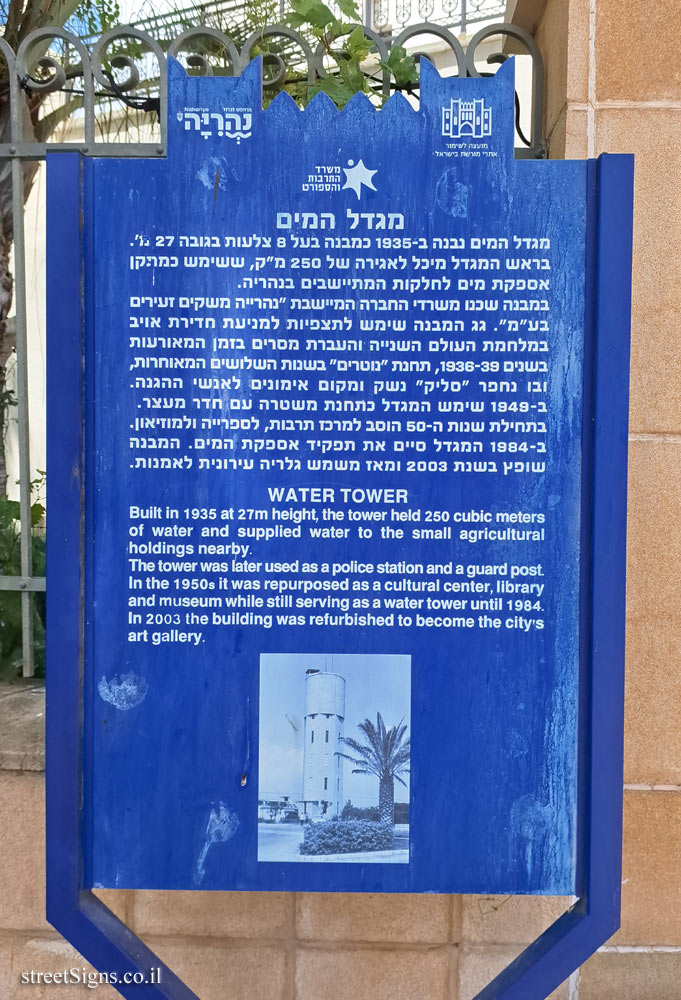 Nahariya
נהריה
מועצה לשימור
אתרי מורשת בישראל
משרד
התרבות
והספורט
מגדל המים
מגדל המים נבנה ב-1935 כמבנה בעל 8 צלעות בגובה 27 מ'.
בראש המגדל מיכל לאגירה של 250 מ"ק, ששימש כמתקן
אספקת מים לחלקות המתיישבים בנהריה.
במבנה שכנו משרדי החברה המיישבת "נהרייה משקים זעירים
בע"מ". גג המבנה שימש לתצפיות למניעת חדירת אויב
במלחמת העולם השנייה והעברת מסרים בזמן המאורעות
בשנים 1936-39, תחנת "נוטרים" בשנות השלושים המאוחרות,
ובו נחפר "סליק" נשק ומקום אימונים לאנשי ההגנה.
ב-1949 שימש המגדל כתחנת משטרה עם חדר מעצר.
בתחילת שנות ה-50 הוסב למרכז תרבות, לספרייה ולמוזיאון.
ב-1984 המגדל סיים את תפקיד אספקת המים. המבנה
שופץ בשנת 2003 ומאז משמש גלריה עירונית לאמנות.
WATER TOWER
Built in 1935 at 27m height, the tower held 250 cubic meters
of water and supplied water to the small agricultural
holdings nearby.
The tower was later used as a police station and a guard post.
In the 1950s it was repurposed as a cultural center, library
and museum while still serving as a water tower until 1984.
In 2003 the building was refurbished to become the city's
art gallery.
streetSigns.co.il